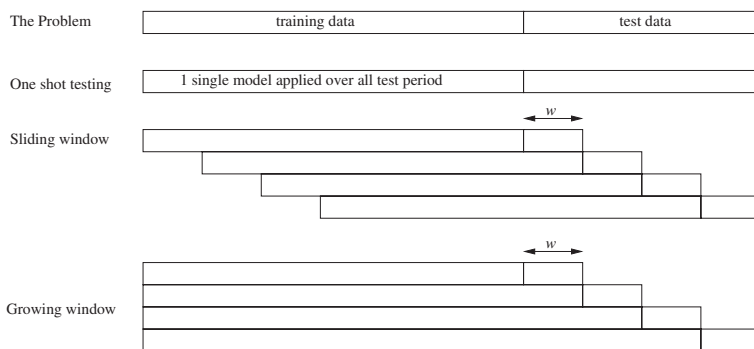 The Problem
training data
test data
One shot testing
1 single model applied over all test period
w
Sliding window
w
Growing window